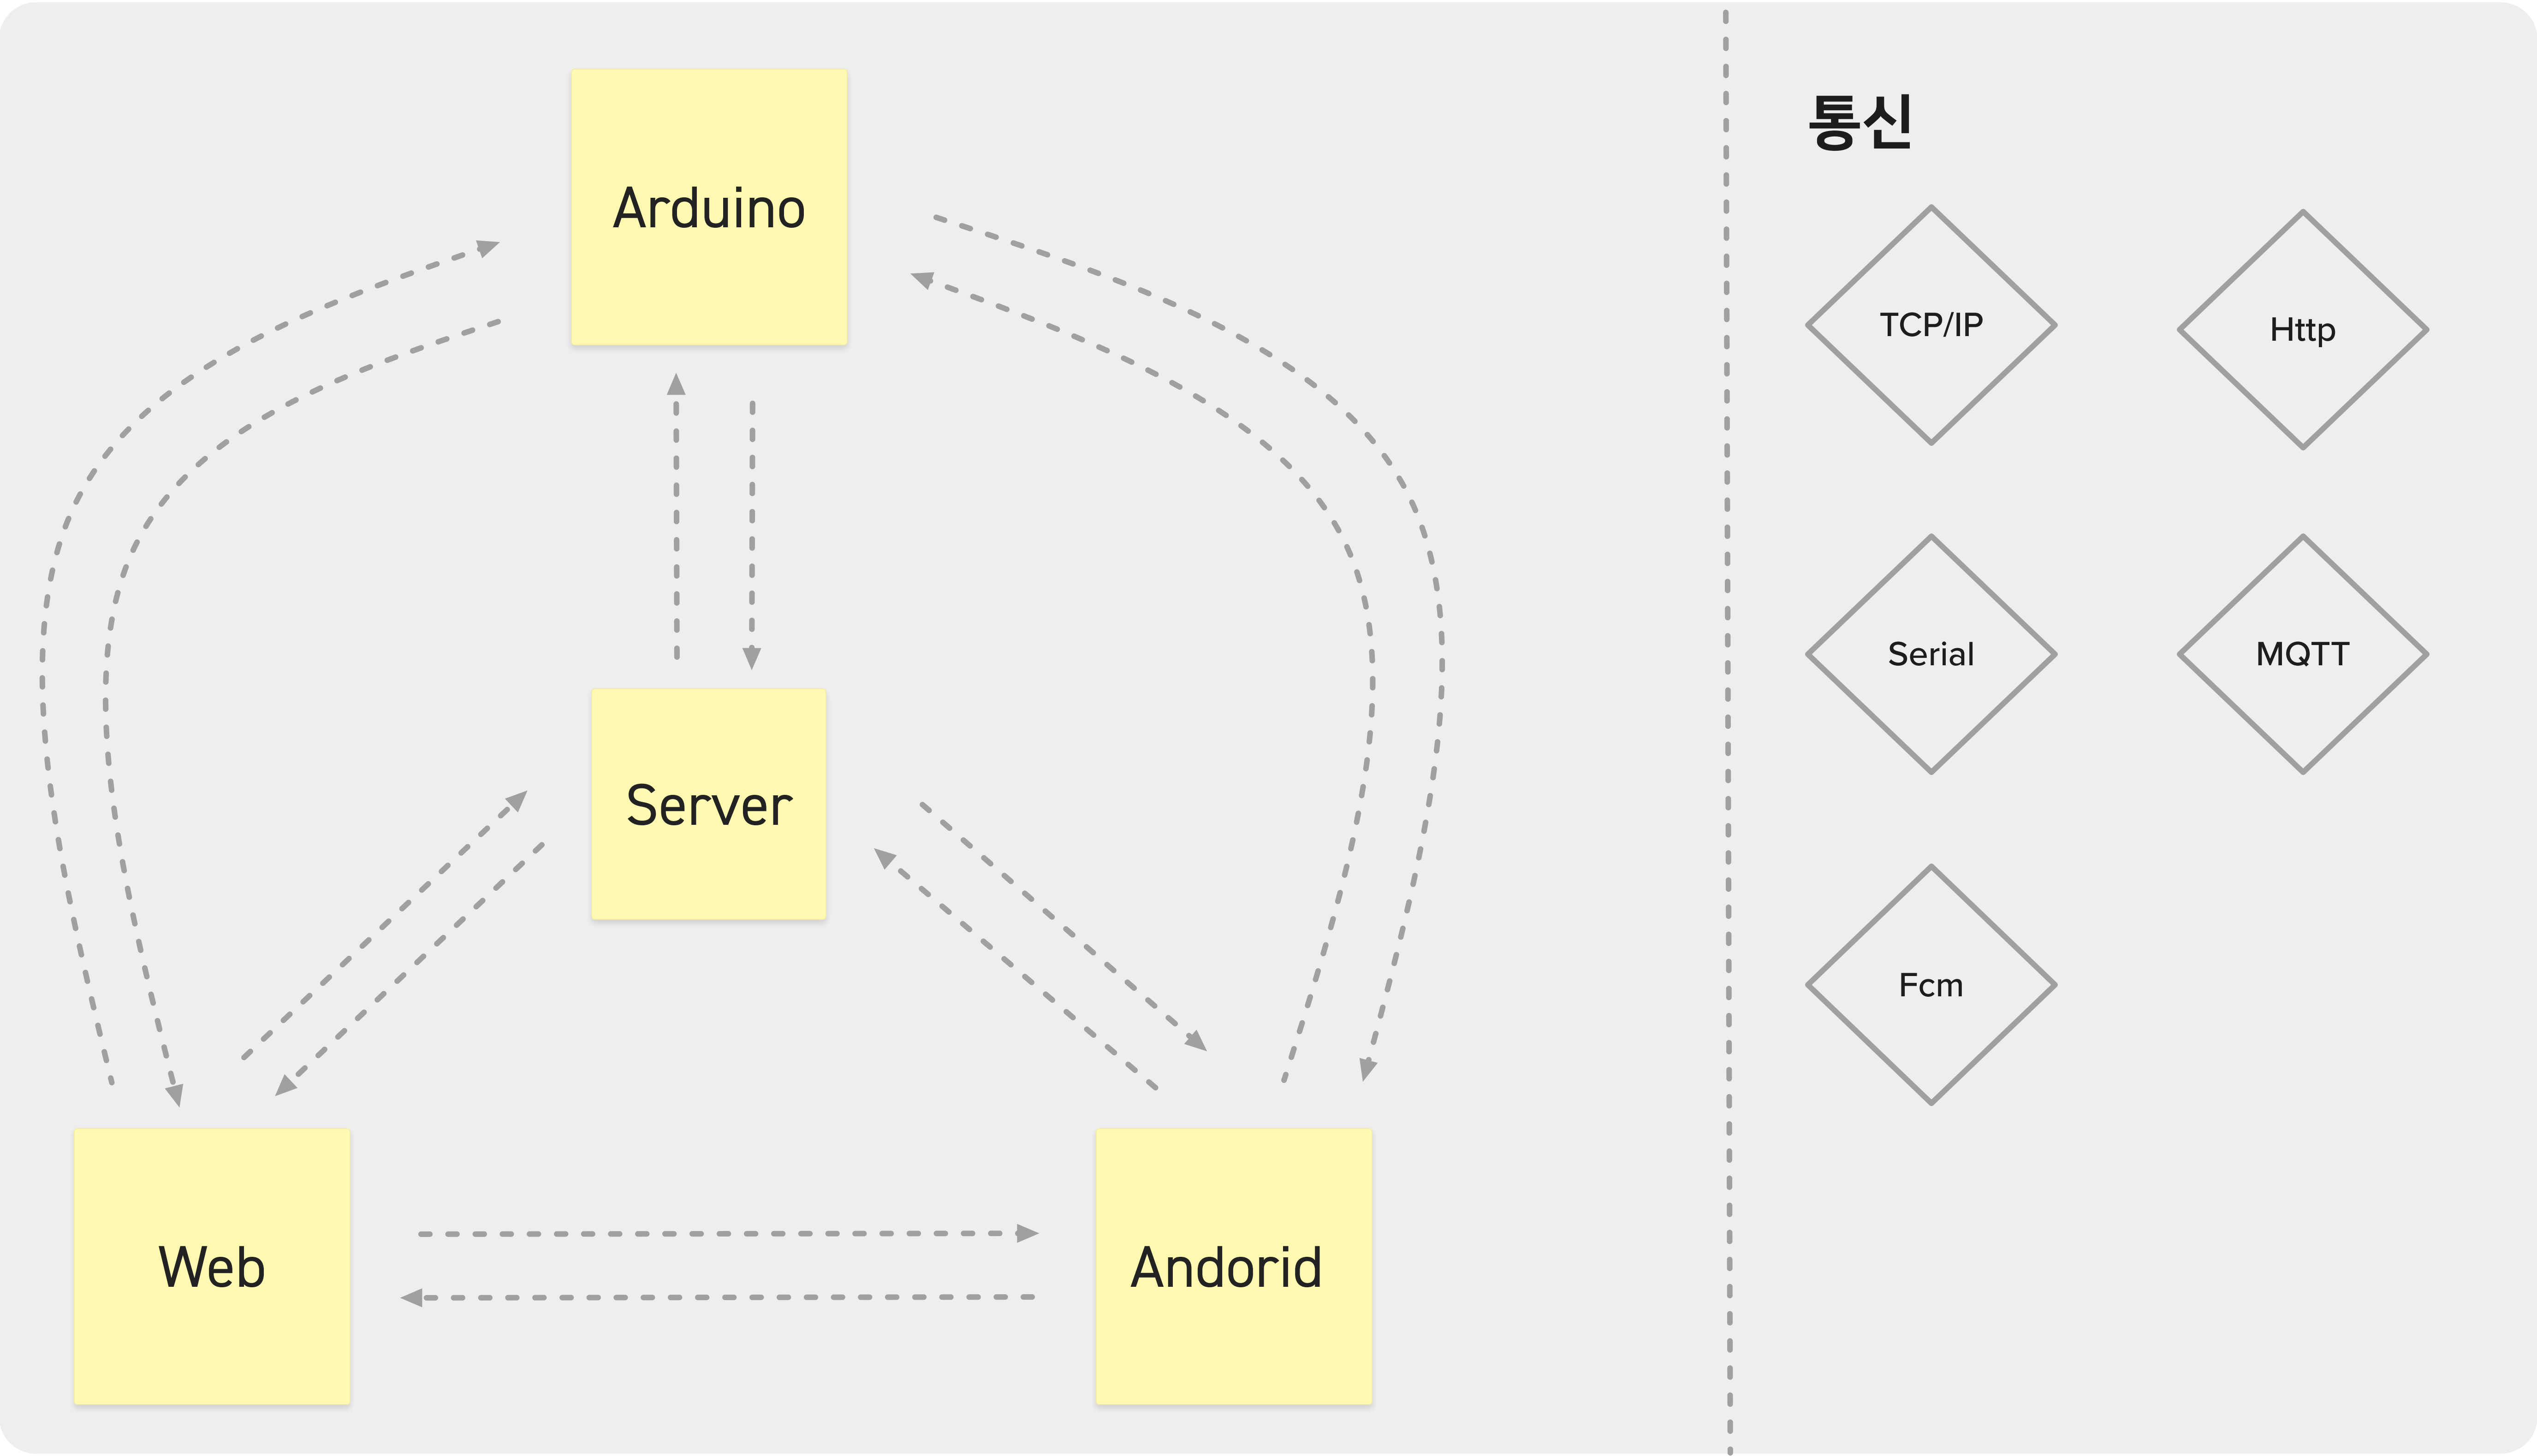 Arduino
Server
Web
Andorid
통신
TCP/IP
Http
Serial
MQTT
Fcm